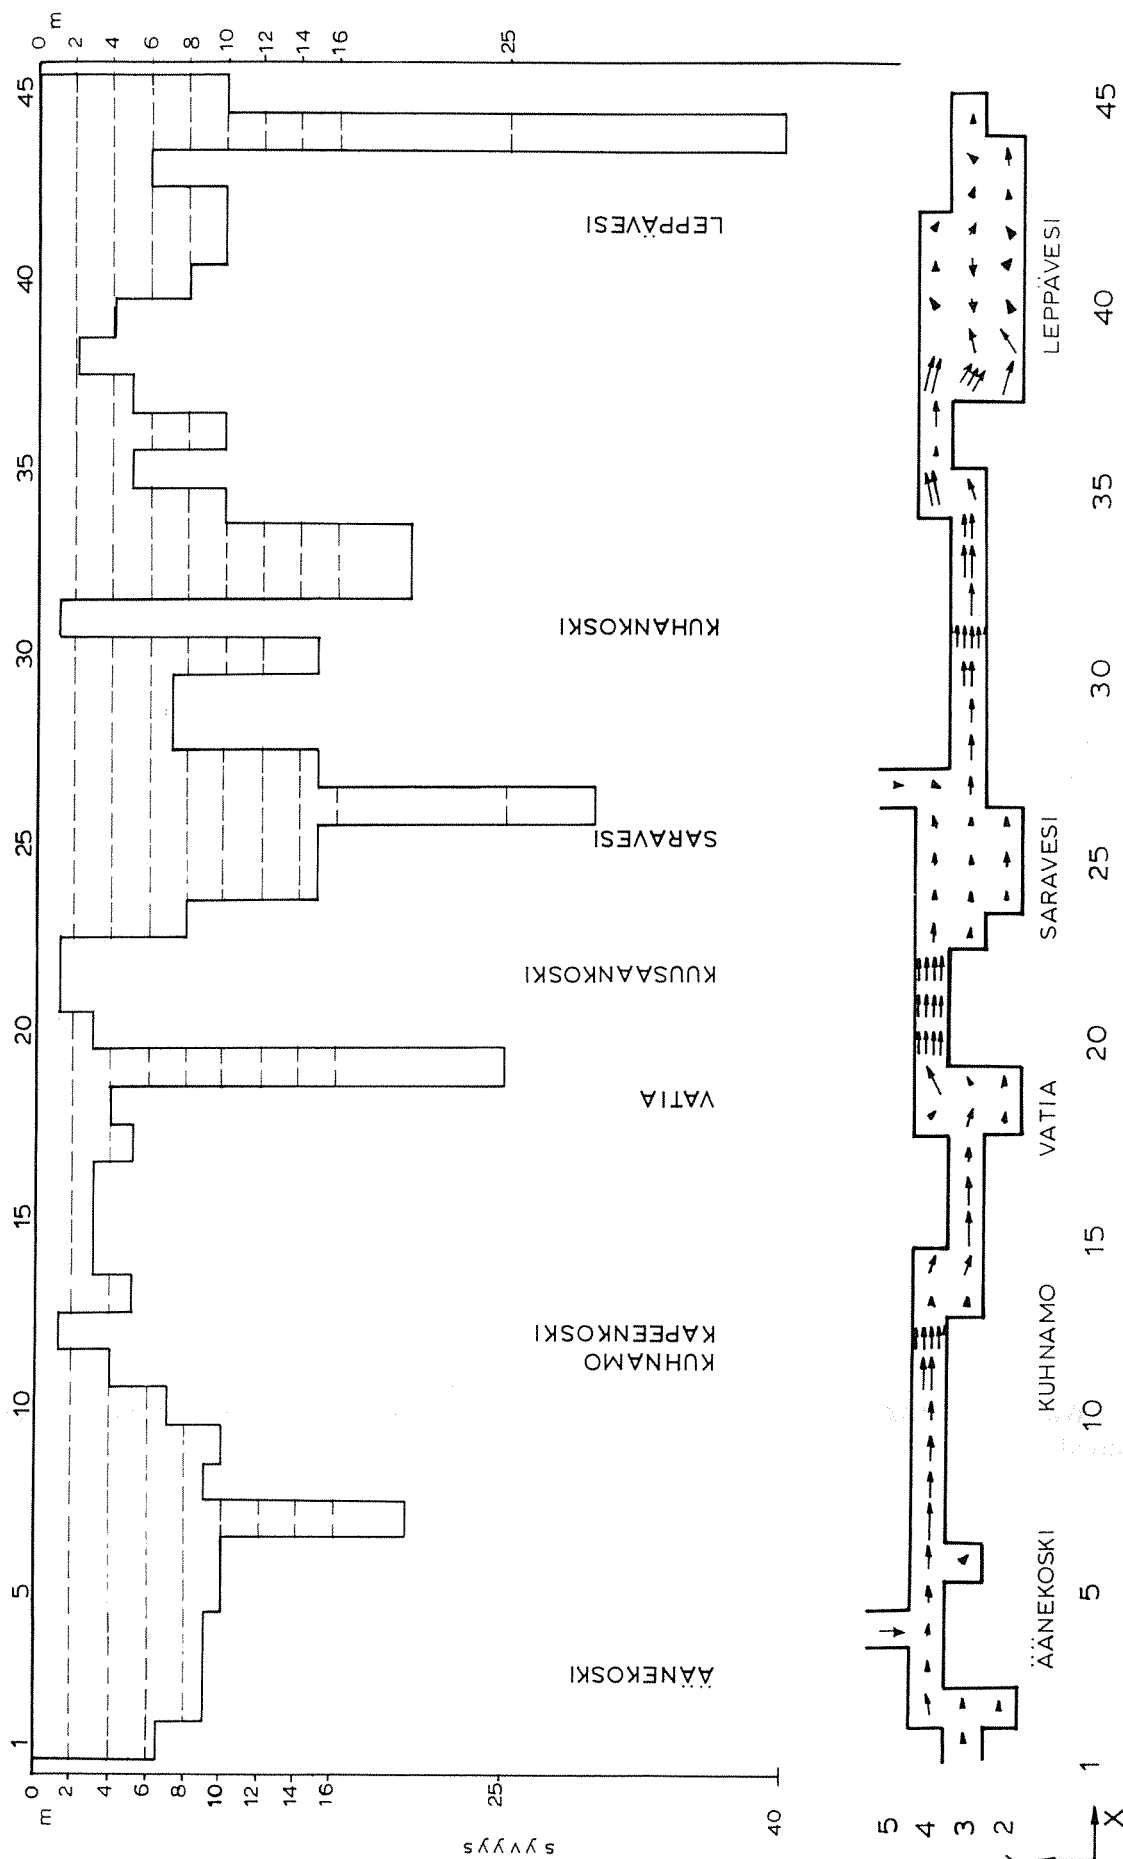 1 5 10 15 20 25 30 35 40 45
0
2
4
6
8
10
12
14
16
25
40
m
syvyys
0
2
4
6
8
10
12
14
16
25
m
ÄÄNEKOSKI
KUHNAMO
KAPEENKOSKI
VATIA
KUUSAANKOSKI
SARAVESI
KUHANKOSKI
LEPPÄVESI
5
4
3
2
ÄÄNEKOSKI KUHNAMO VATIA SARAVESI LEPPÄVESI
1 5 10 15 20 25 30 35 40 45
X